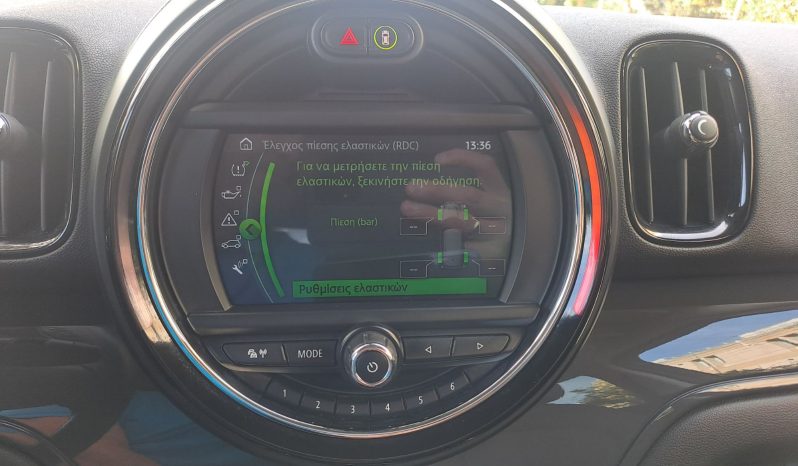 Έλεγχος πίεσης ελαστικών (RDC) 13:36
Για να μετρήσετε την πίεση
ελαστικών, ξεκινήστε την οδήγηση.
Πίεση (bar)
-- --
-- --
Ρυθμίσεις ελαστικών
MODE
1 2 3 4 5 6